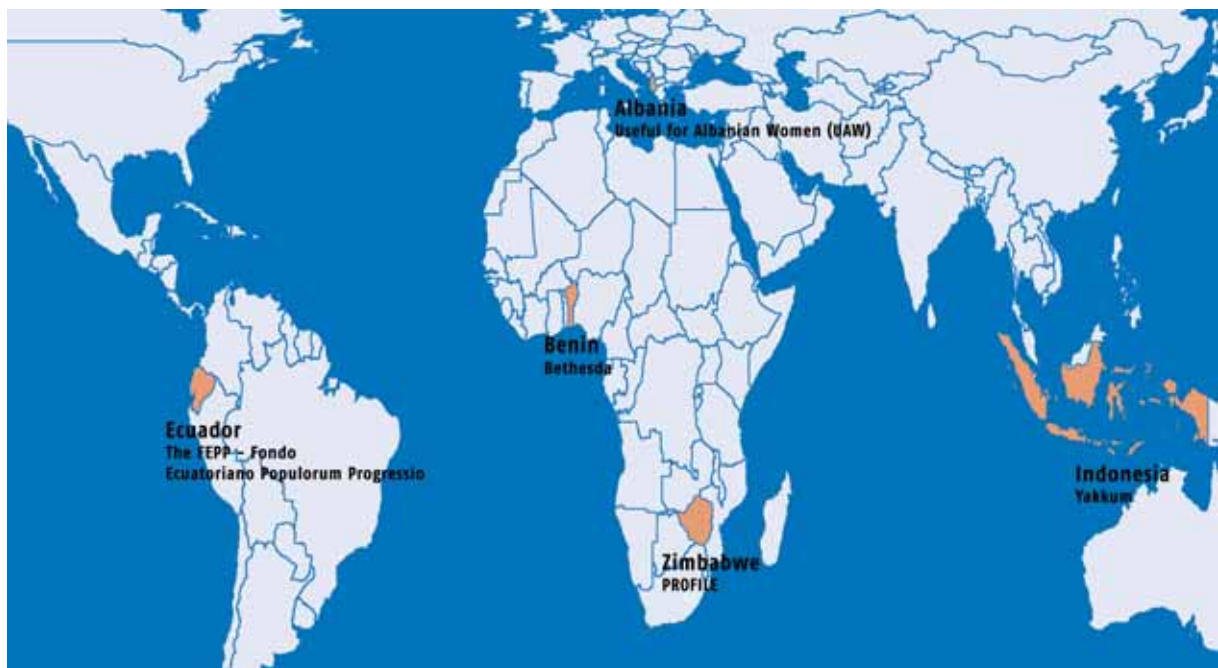 Albania
Useful for Albanian Women (UAW)
Benin
Bethesda
Ecuador
The FEPP – Fondo
Ecuatoriano Populorum Progressio
Indonesia
Yakkum
Zimbabwe
PROFILE